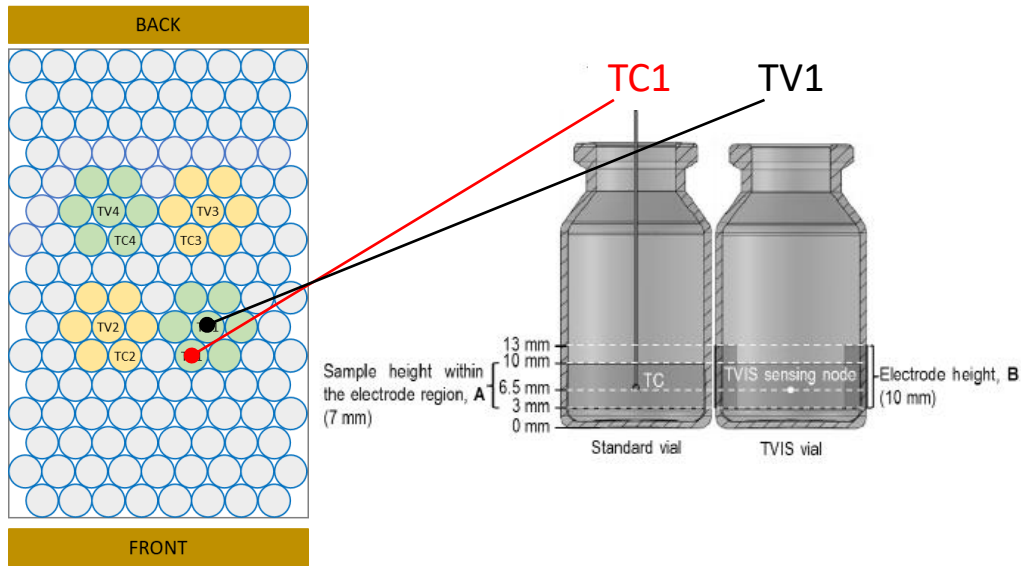 BACK
TC1
TV1
TV4
TV3
TC4
TC3
TV2
TC2
13 mm
10 mm
6.5 mm
3 mm
0 mm
Sample height within
the electrode region, A
(7 mm)
TC
TVIS sensing node
Electrode height, B
(10 mm)
Standard vial
TVIS vial
FRONT